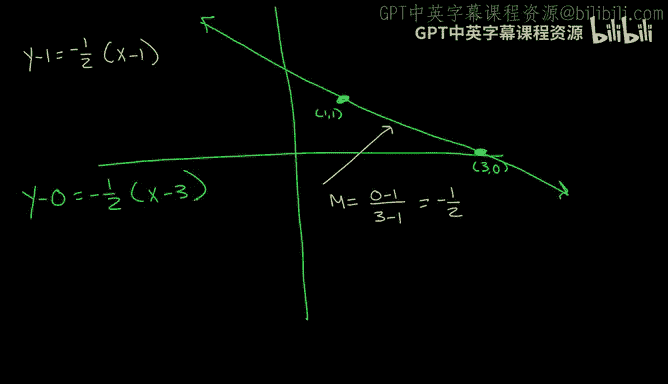 GPT中英字幕课程资源@bilibili.com
GPT中英字幕课程资源 bilibili
y-1=-1/2(x-1)
(1,1)
(3,0)
y-0=-1/2(x-3)
M=0-1/3-1=-1/2